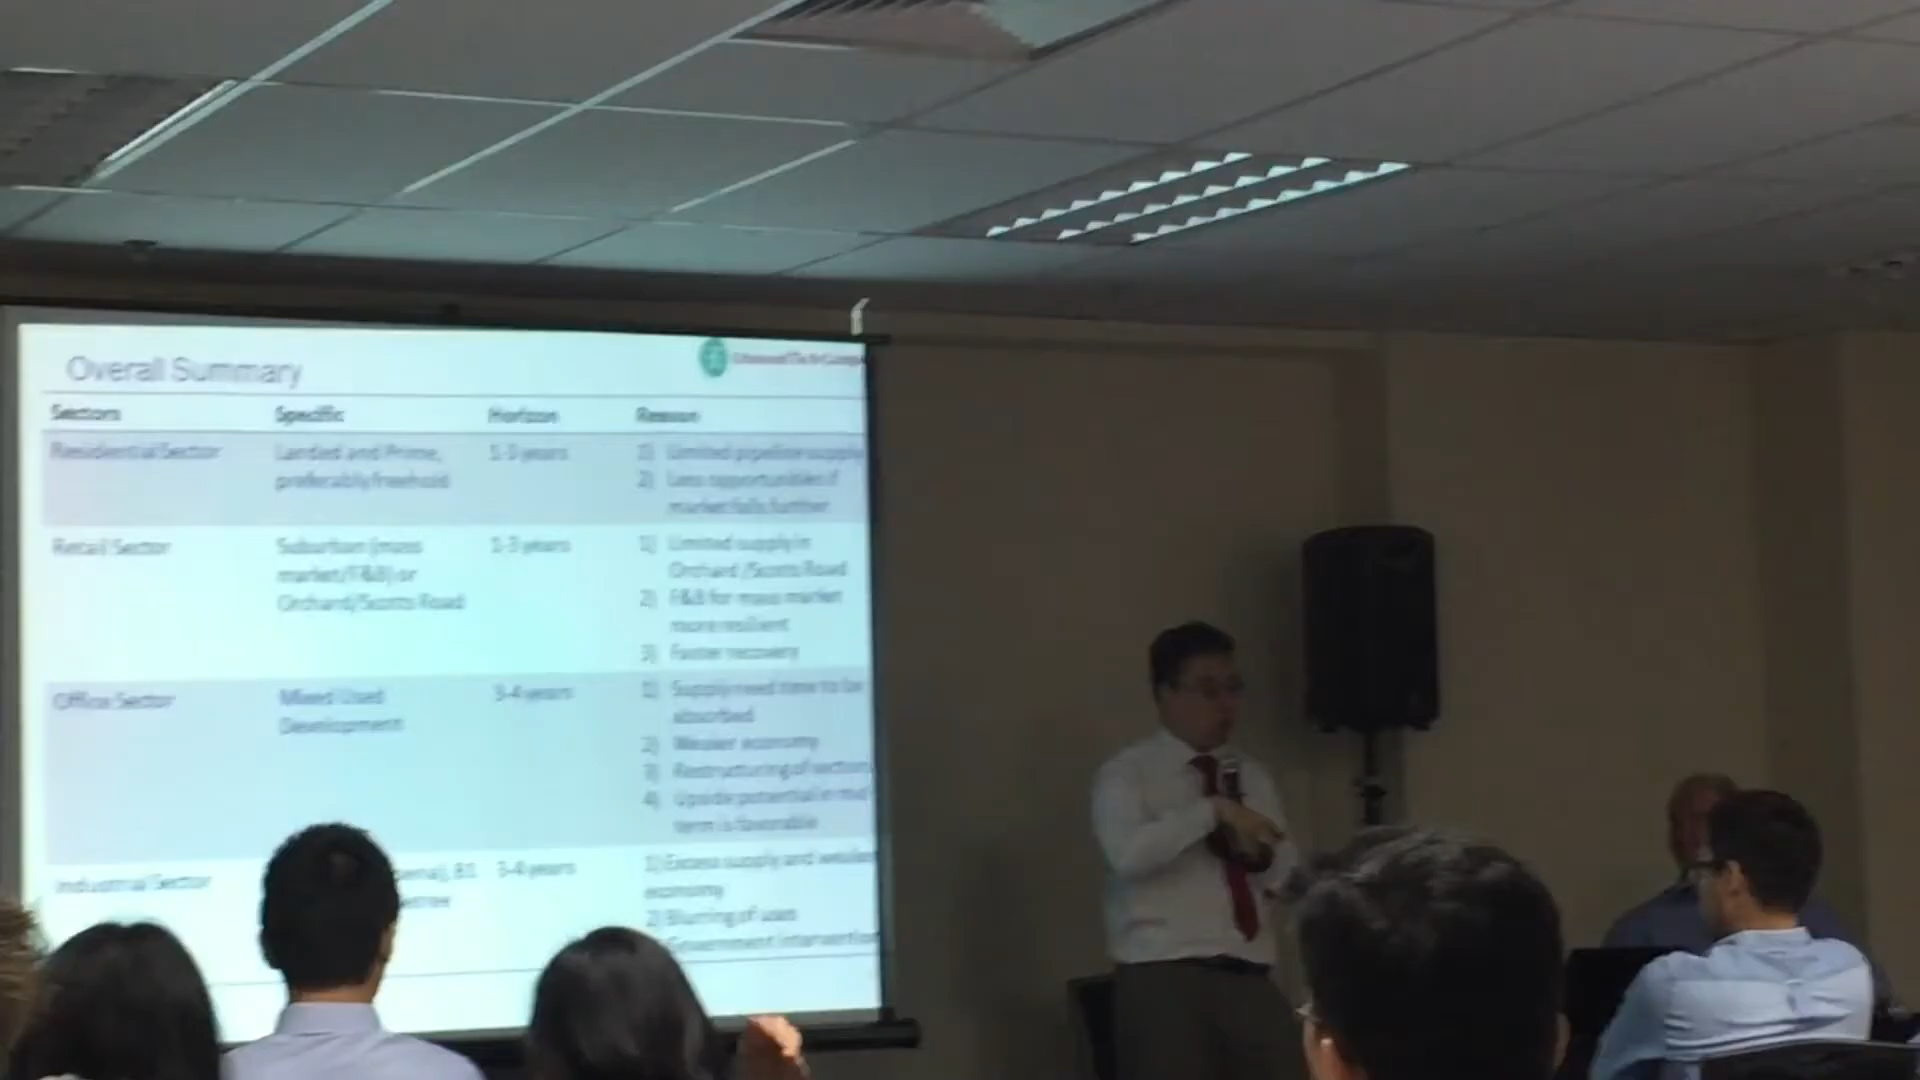 Overall Summary
Sectors Specific Horizon Reason
Residential Sector Landed and Prime, 1-3 years 1) Limited pipeline supply
preferably freehold 2) Less opportunities if
market falls further
Retail Sector Suburban (mass 1-3 years 1) Limited supply in
market/F&B) or Orchard /Scotts Road
Orchard/Scotts Road 2) F&B for mass market
more resilient
3) Faster recovery
Office Sector Mixed Used 3-4 years 1) Supply need time to be
Development absorbed
2) Weaker economy
3) Restructuring of sectors
4) Upside potential in mid
term is favorable
Industrial Sector B1 3-4 years 1) Excess supply and weaker
economy
2) Blurring of uses
Government intervention